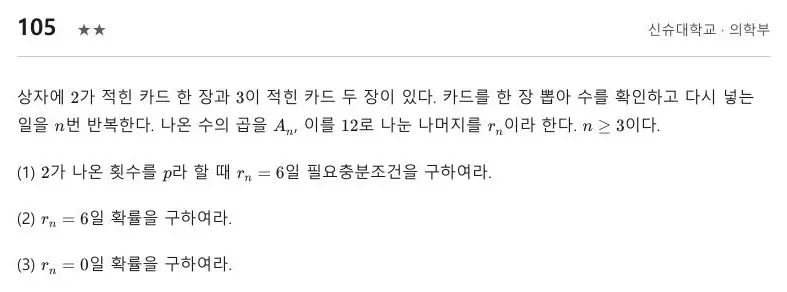 105 ★★ 신슈대학교 · 의학부
상자에 2가 적힌 카드 한 장과 3이 적힌 카드 두 장이 있다. 카드를 한 장 뽑아 수를 확인하고 다시 넣는
일을 n번 반복한다. 나온 수의 곱을 Aₙ, 이를 12로 나눈 나머지를 rₙ이라 한다. n ≥ 3이다.
(1) 2가 나온 횟수를 p라 할 때 rₙ = 6일 필요충분조건을 구하여라.
(2) rₙ = 6일 확률을 구하여라.
(3) rₙ = 0일 확률을 구하여라.